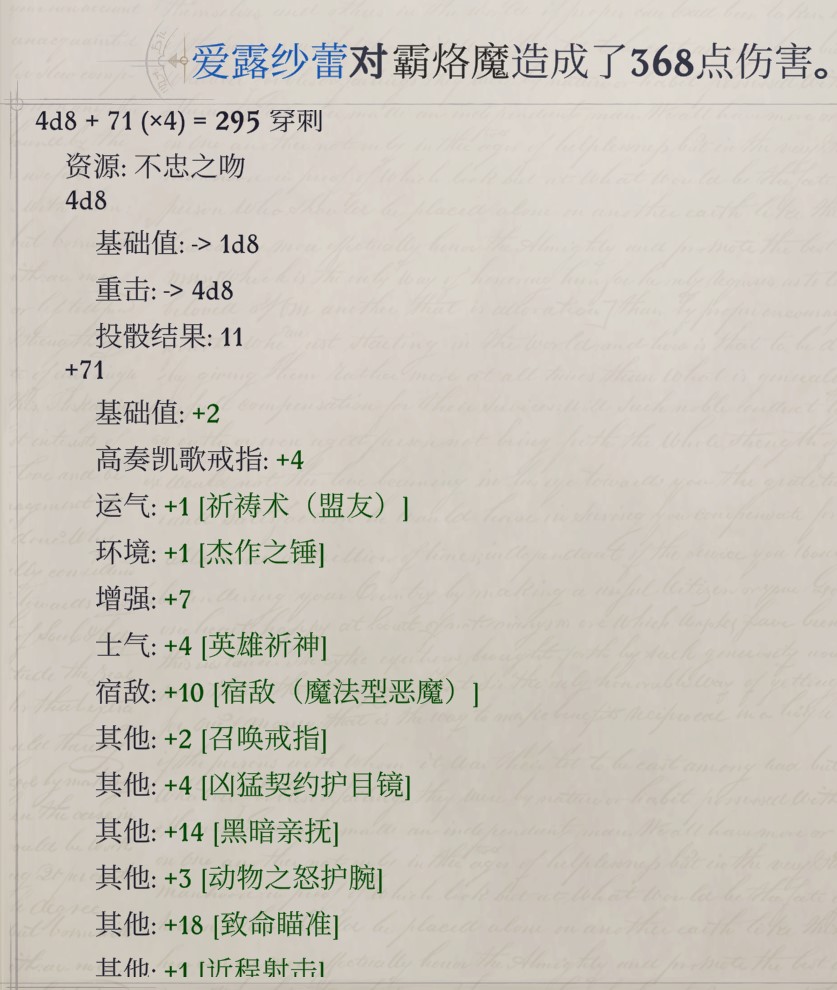 爱露纱蕾对霸烙魔造成了368点伤害。
4d8 + 71 (×4) = 295 穿刺
资源: 不忠之吻
4d8
基础值: -> 1d8
重击: -> 4d8
投骰结果: 11
+71
基础值: +2
高奏凯歌戒指: +4
运气: +1 [祈祷术（盟友）]
环境: +1 [杰作之锤]
增强: +7
士气: +4 [英雄祈神]
宿敌: +10 [宿敌（魔法型恶魔）]
其他: +2 [召唤戒指]
其他: +4 [凶猛契约护目镜]
其他: +14 [黑暗亲抚]
其他: +3 [动物之怒护腕]
其他: +18 [致命瞄准]
其他: +1 [近程射击]